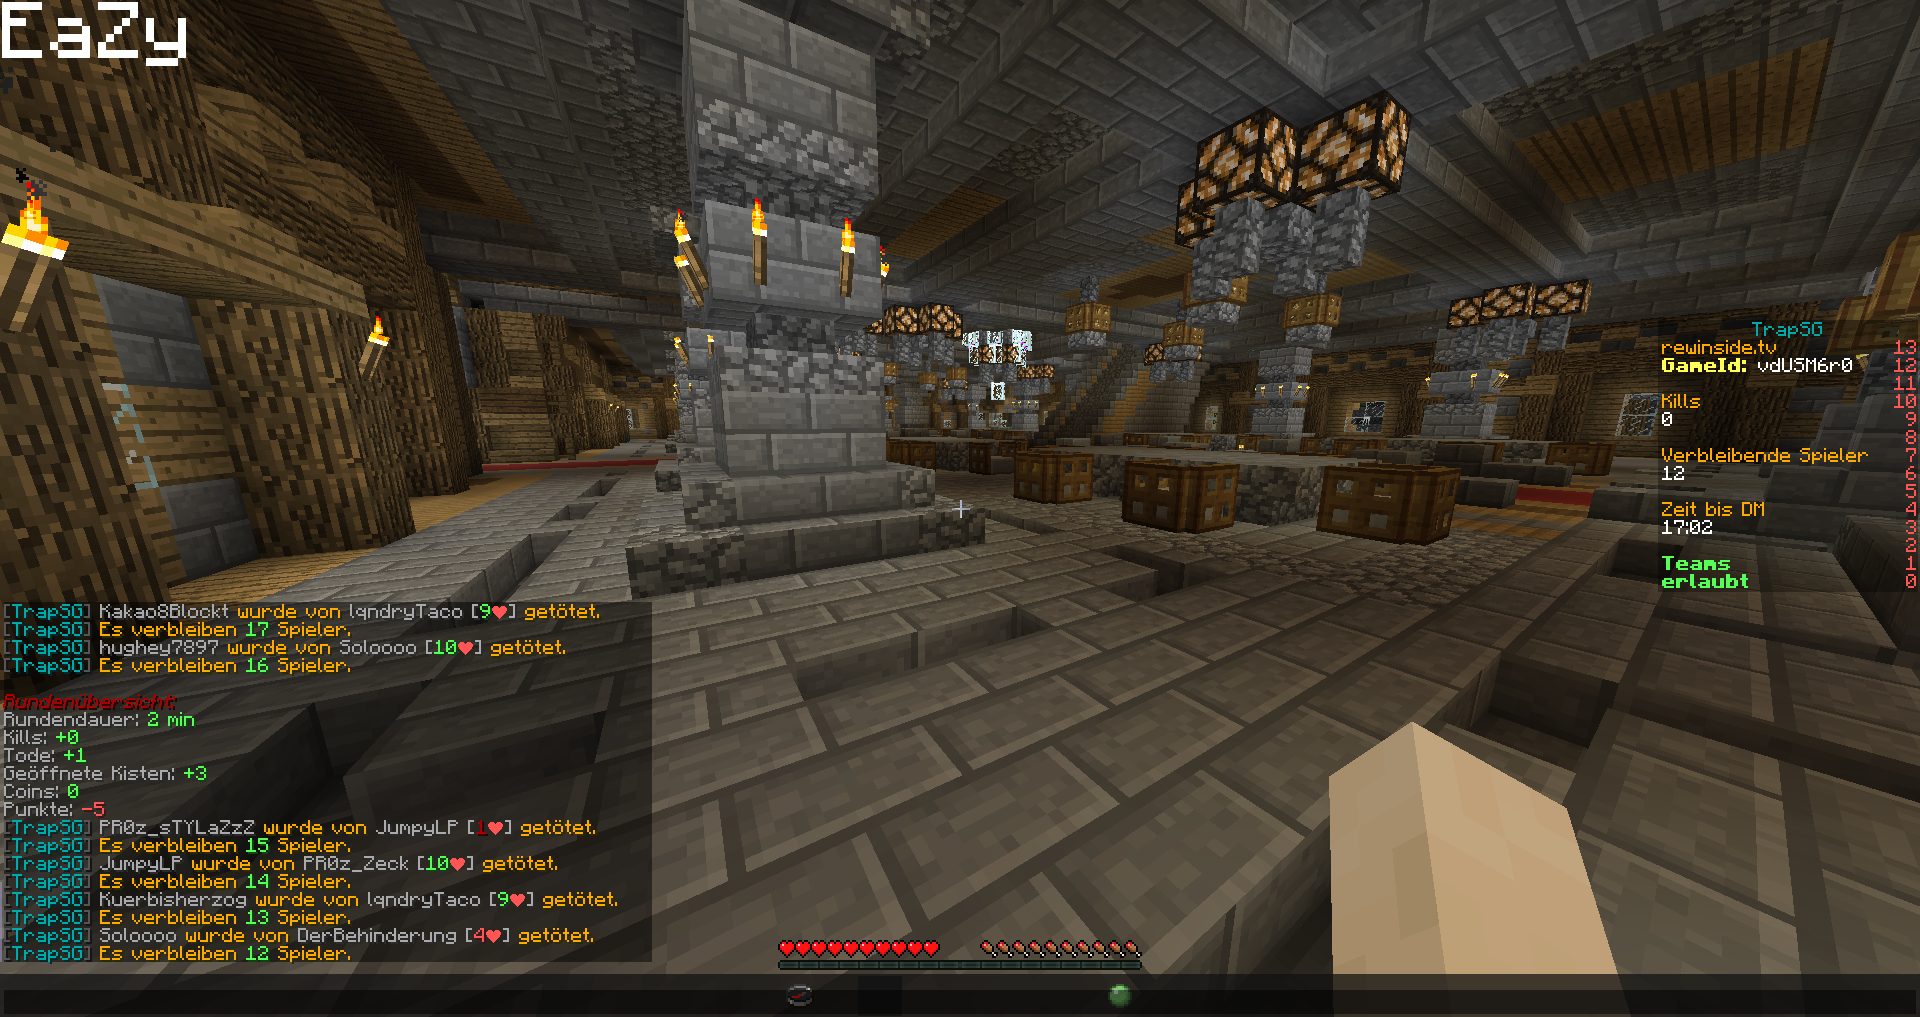 EaZy
TrapSG
rewinside.tv 13
GameId: vdUSM6r0 12
11
Kills 10
0 9
8
Verbleibende Spieler 7
12 6
5
Zeit bis DM 4
17:02 3
2
Teams 1
erlaubt 0
[TrapSG] Kakao8Blockt wurde von lqndryTaco [9❤] getötet.
[TrapSG] Es verbleiben 17 Spieler.
[TrapSG] hughey7897 wurde von Soloooo [10❤] getötet.
[TrapSG] Es verbleiben 16 Spieler.
Rundenübersicht:
Rundendauer: 2 min
Kills: +0
Tode: +1
Geöffnete Kisten: +3
Coins: 0
Punkte: -5
[TrapSG] PR0z_sTYLaZzZ wurde von JumpyLP [1❤] getötet.
[TrapSG] Es verbleiben 15 Spieler.
[TrapSG] JumpyLP wurde von PR0z_Zeck [10❤] getötet.
[TrapSG] Es verbleiben 14 Spieler.
[TrapSG] Kuerbisherzog wurde von lqndryTaco [9❤] getötet.
[TrapSG] Es verbleiben 13 Spieler.
[TrapSG] Soloooo wurde von DerBehinderung [4❤] getötet.
[TrapSG] Es verbleiben 12 Spieler.